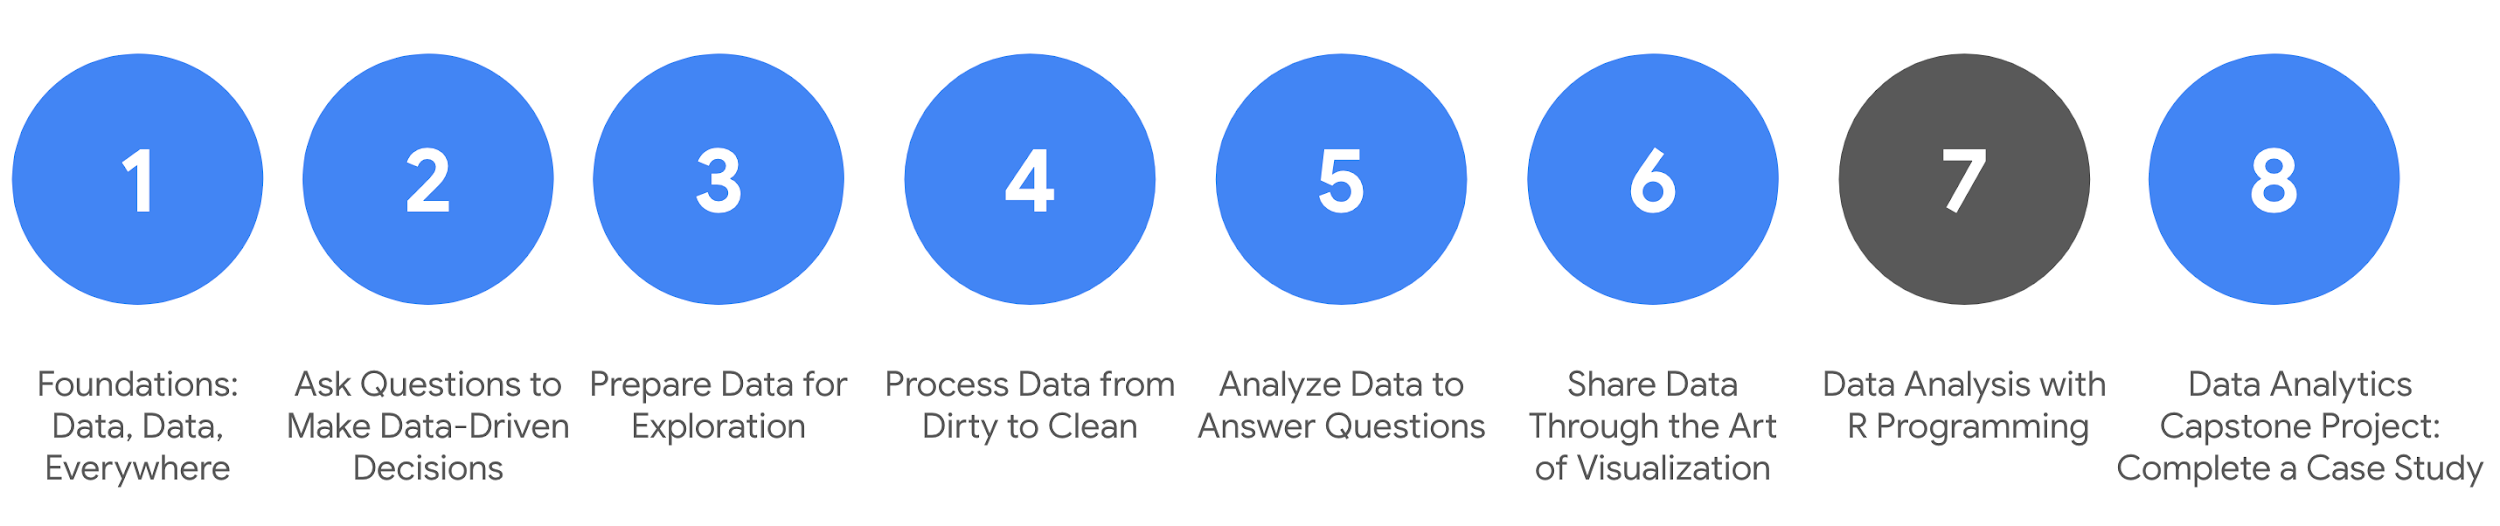 1
2
3
4
5
6
7
8
Foundations:
Data, Data,
Everywhere
Ask Questions to
Make Data-Driven
Decisions
Prepare Data for
Exploration
Process Data from
Dirty to Clean
Analyze Data to
Answer Questions
Share Data
Through the Art
of Visualization
Data Analysis with
R Programming
Data Analytics
Capstone Project:
Complete a Case Study